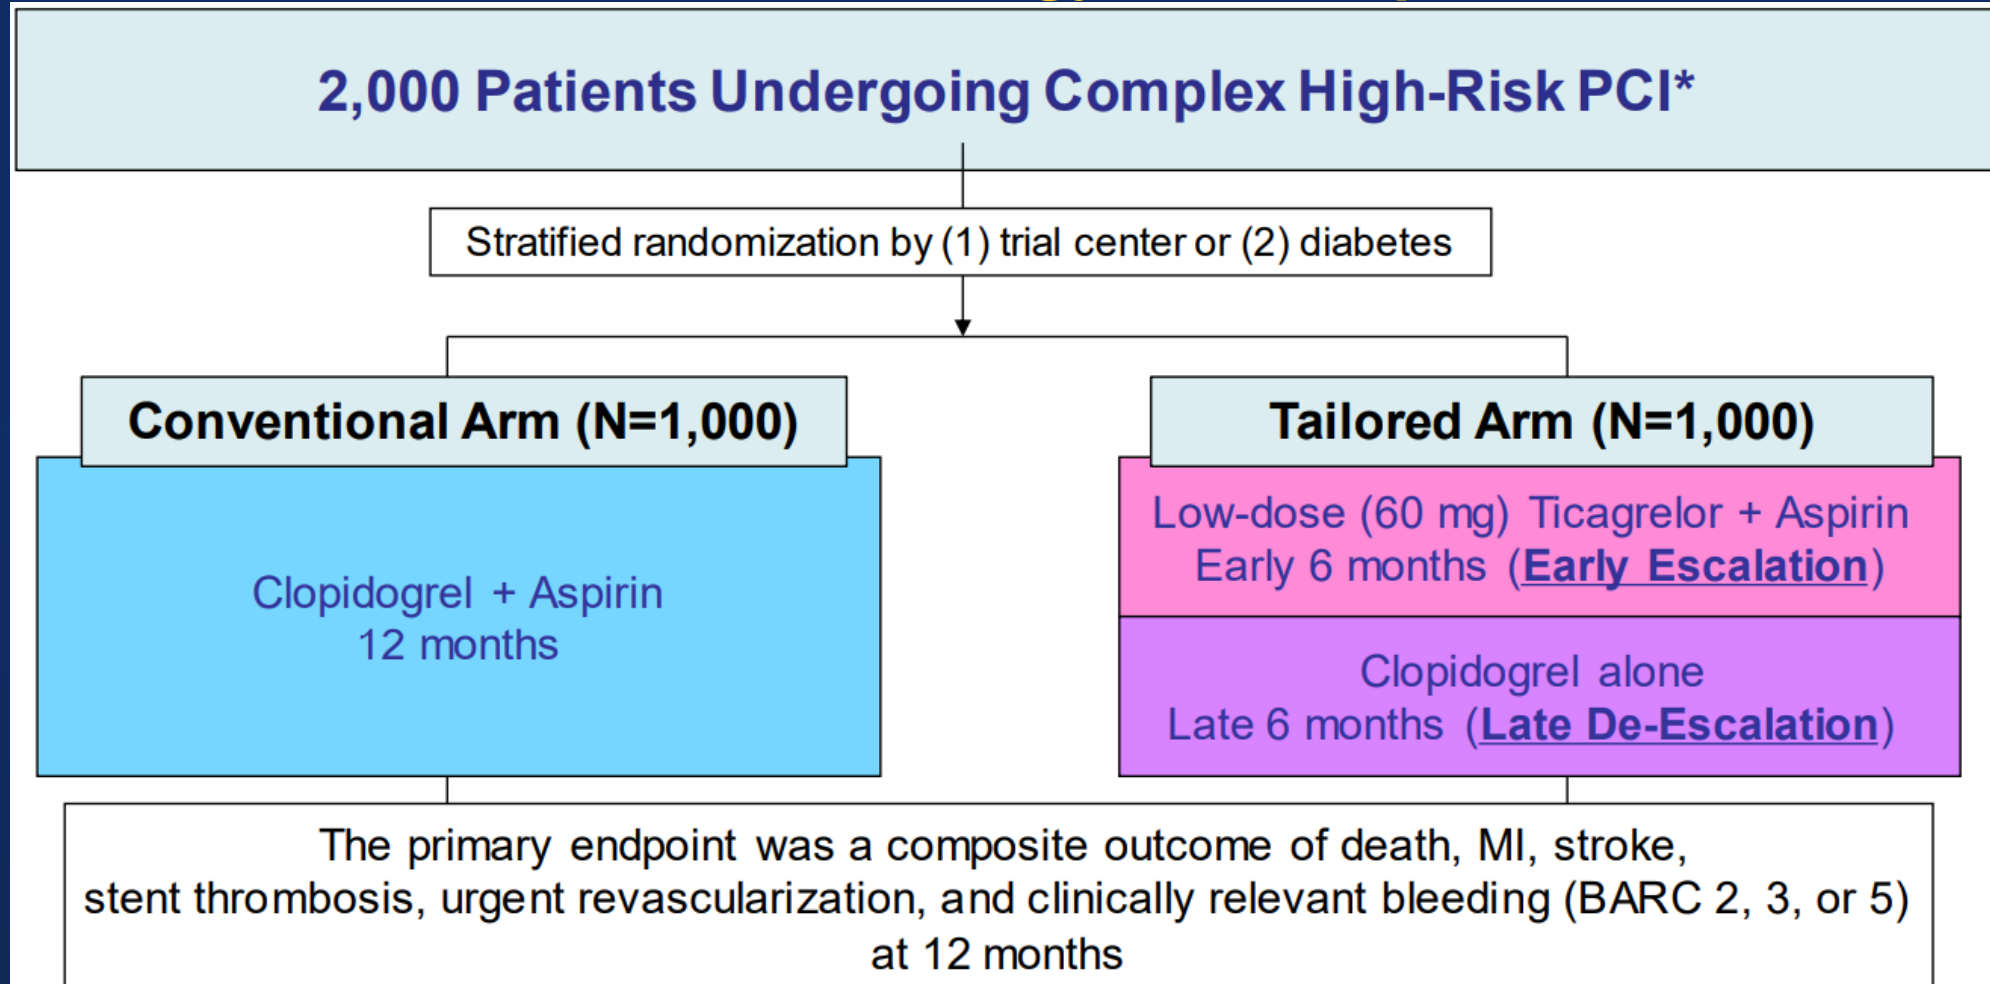 2,000 Patients Undergoing Complex High-Risk PCI*
Stratified randomization by (1) trial center or (2) diabetes
Conventional Arm (N=1,000)
Clopidogrel + Aspirin
12 months
Tailored Arm (N=1,000)
Low-dose (60 mg) Ticagrelor + Aspirin
Early 6 months (Early Escalation)
Clopidogrel alone
Late 6 months (Late De-Escalation)
The primary endpoint was a composite outcome of death, MI, stroke,
stent thrombosis, urgent revascularization, and clinically relevant bleeding (BARC 2, 3, or 5)
at 12 months